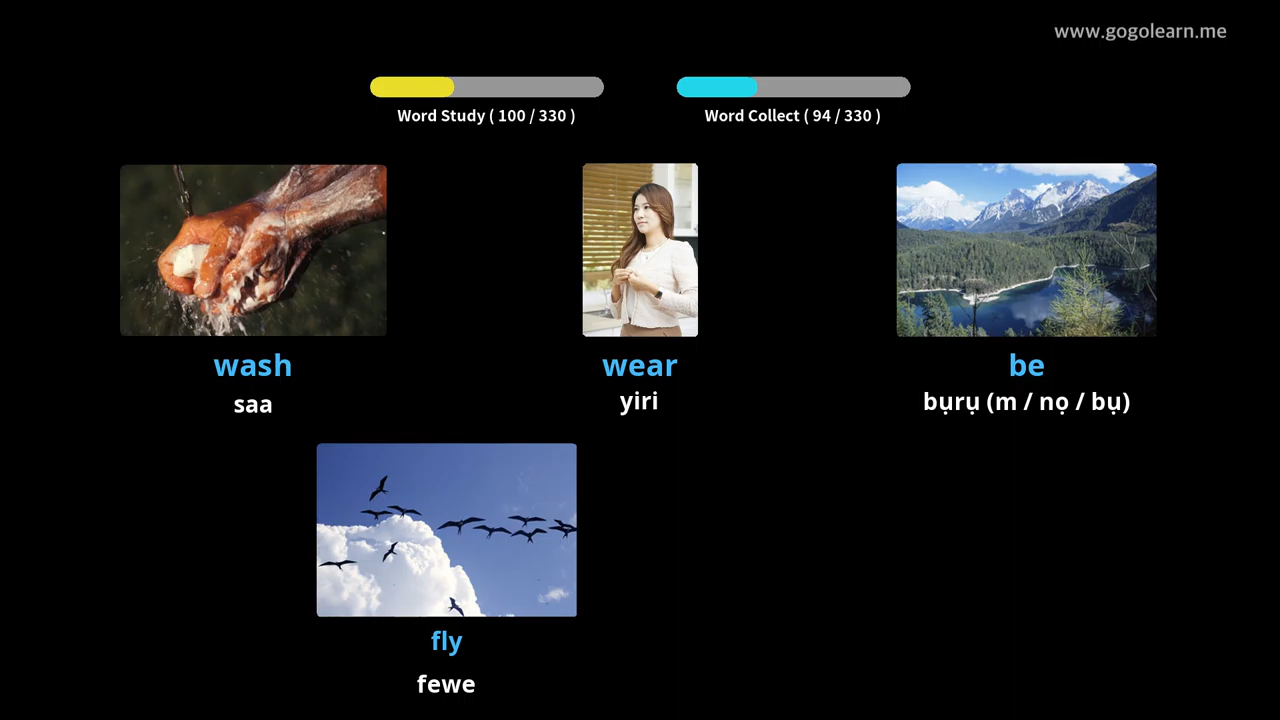 www.gogolearn.me
Word Study ( 100 / 330 )
Word Collect ( 94 / 330 )
wash
saa
wear
yiri
be
bụrụ (m / nọ / bụ)
fly
fewe